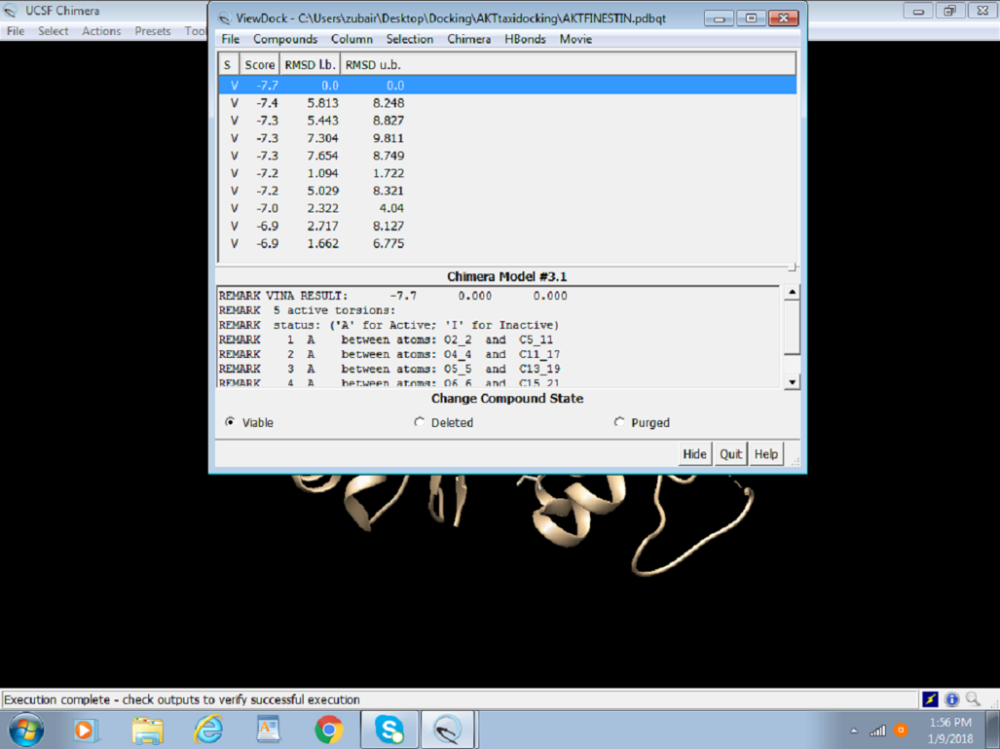 UCSF Chimera
File Select Actions Presets Tool
ViewDock - C:\Users\zubair\Desktop\Docking\AKTtaxidocking\AKTFINESTIN.pdbqt
File Compounds Column Selection Chimera HBonds Movie
S Score RMSD l.b. RMSD u.b.
V -7.7 0.0 0.0
V -7.4 5.813 8.248
V -7.3 5.443 8.827
V -7.3 7.304 9.811
V -7.3 7.654 8.749
V -7.2 1.094 1.722
V -7.2 5.029 8.321
V -7.0 2.322 4.04
V -6.9 2.717 8.127
V -6.9 1.662 6.775
Chimera Model #3.1
REMARK VINA RESULT: -7.7 0.000 0.000
REMARK 5 active torsions:
REMARK status: ('A' for Active; 'I' for Inactive)
REMARK 1 A between atoms: O2_2 and C5_11
REMARK 2 A between atoms: O4_4 and C11_17
REMARK 3 A between atoms: O5_5 and C13_19
REMARK 4 A between atoms: O6_6 and C15_21
Change Compound State
Viable Deleted Purged
Hide Quit Help
Execution complete - check outputs to verify successful execution
1:56 PM
1/9/2018